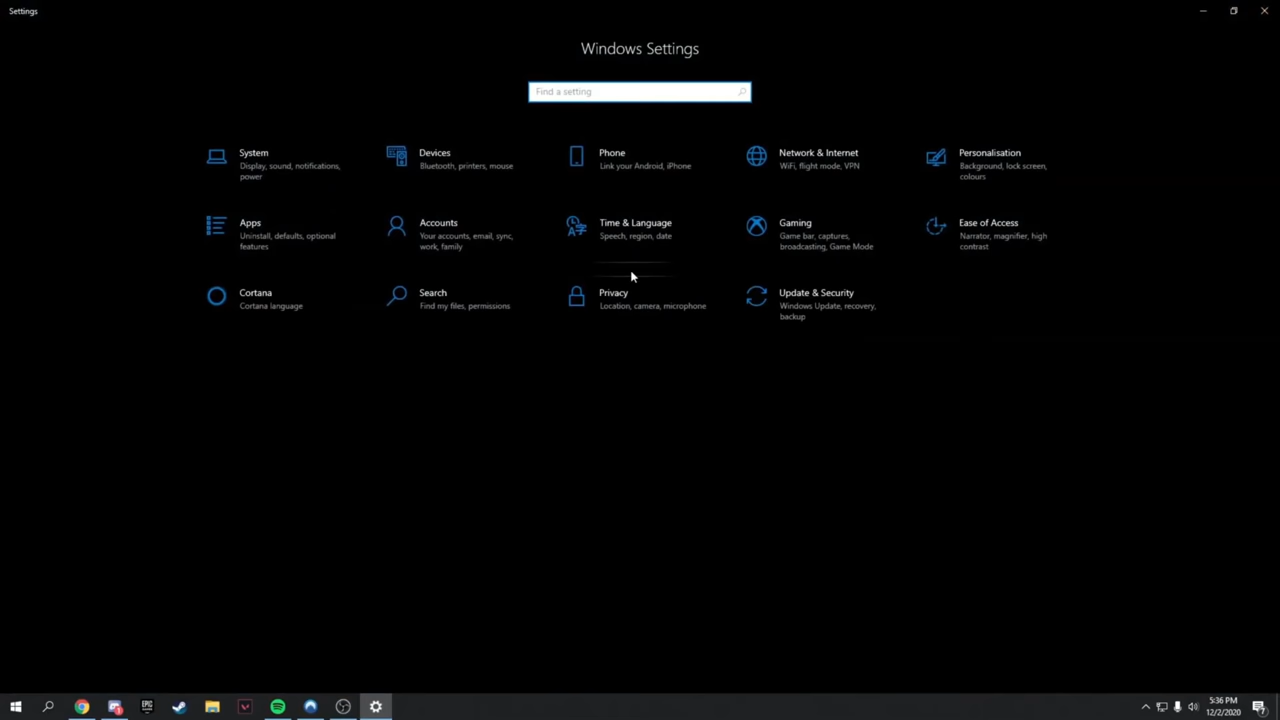 Settings
Windows Settings
Find a setting
System
Display, sound, notifications,
power
Devices
Bluetooth, printers, mouse
Phone
Link your Android, iPhone
Network & Internet
WiFi, flight mode, VPN
Personalisation
Background, lock screen,
colours
Apps
Uninstall, defaults, optional
features
Accounts
Your accounts, email, sync,
work, family
Time & Language
Speech, region, date
Gaming
Game bar, captures,
broadcasting, Game Mode
Ease of Access
Narrator, magnifier, high
contrast
Cortana
Cortana language
Search
Find my files, permissions
Privacy
Location, camera, microphone
Update & Security
Windows Update, recovery,
backup
EPIC
5:36 PM
12/2/2020